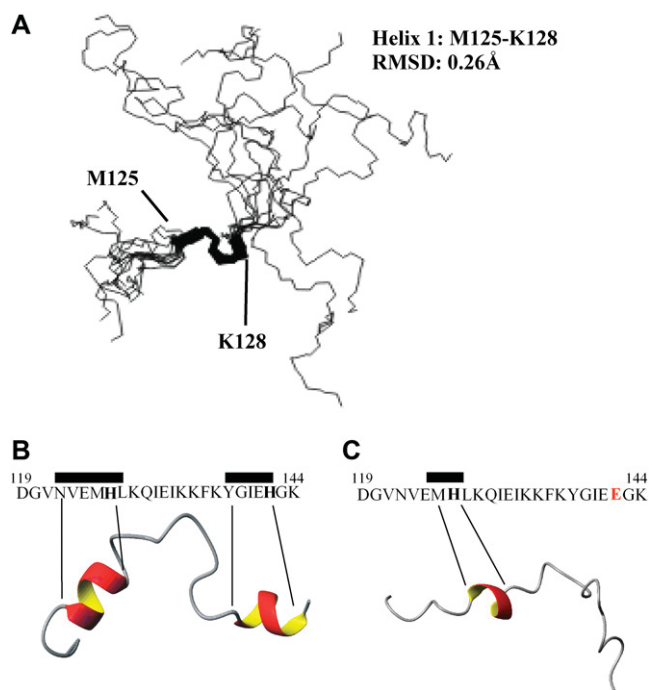 A
Helix 1: M125-K128
RMSD: 0.26Å
M125
K128
B
119 144
DGVNVEMHLKQIEIKKFKYGIEHGK
C
119 144
DGVNVEMHLKQIEIKKFKYGIEEGK